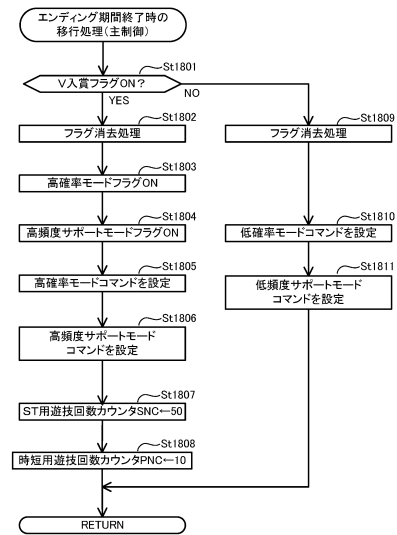 エンディング期間終了時の
移行処理(主制御)
St1801
V入賞フラグON?
YES
NO
St1802
フラグ消去処理
St1803
高確率モードフラグON
St1804
高頻度サポートモードフラグON
St1805
高確率モードコマンドを設定
St1806
高頻度サポートモード
コマンドを設定
St1807
ST用遊技回数カウンタSNC←50
St1808
時短用遊技回数カウンタPNC←10
St1809
フラグ消去処理
St1810
低確率モードコマンドを設定
St1811
低頻度サポートモード
コマンドを設定
RETURN